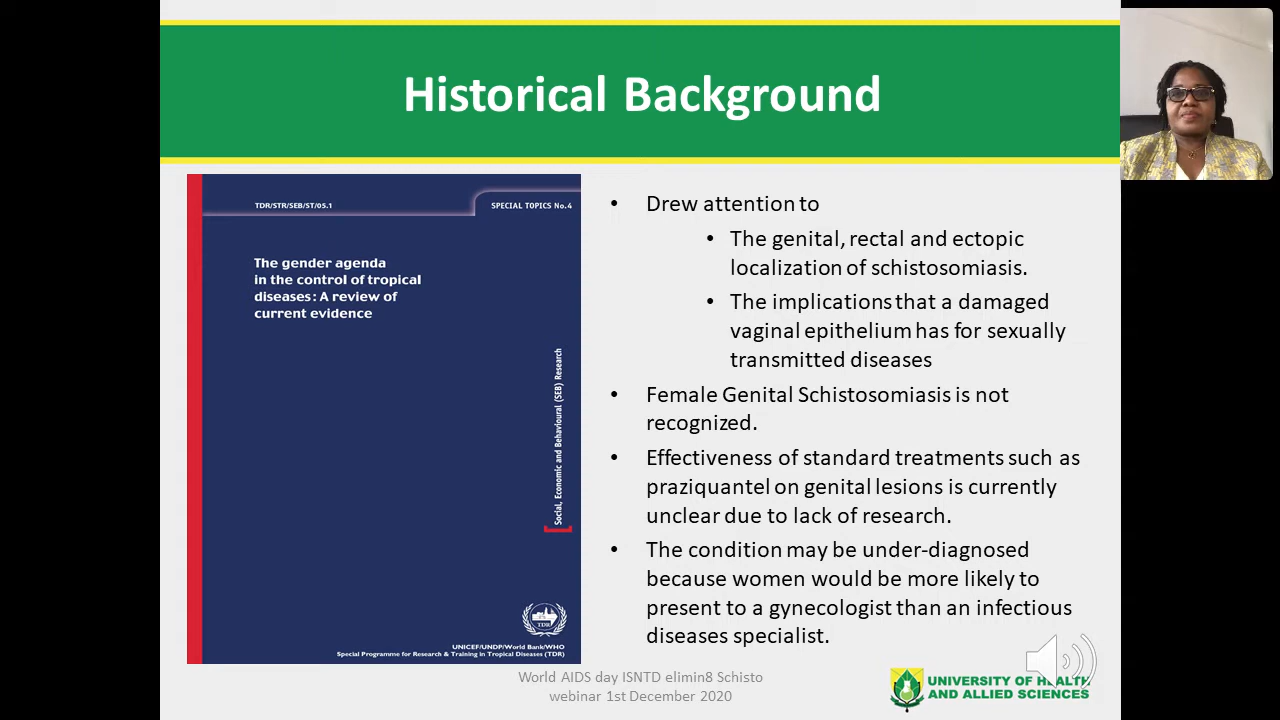 Historical Background
TDR/STR/SEB/ST/05.1
SPECIAL TOPICS No.4
The gender agenda
in the control of tropical
diseases: A review of
current evidence
Social, Economic and Behavioural (SEB) Research
TDR
UNICEF/UNDP/World Bank/WHO
Special Programme for Research & Training in Tropical Diseases (TDR)
• Drew attention to
• The genital, rectal and ectopic
localization of schistosomiasis.
• The implications that a damaged
vaginal epithelium has for sexually
transmitted diseases
• Female Genital Schistosomiasis is not
recognized.
• Effectiveness of standard treatments such as
praziquantel on genital lesions is currently
unclear due to lack of research.
• The condition may be under-diagnosed
because women would be more likely to
present to a gynecologist than an infectious
diseases specialist.
World AIDS day ISNTD elimin8 Schisto
webinar 1st December 2020
UNIVERSITY OF HEALTH
AND ALLIED SCIENCES